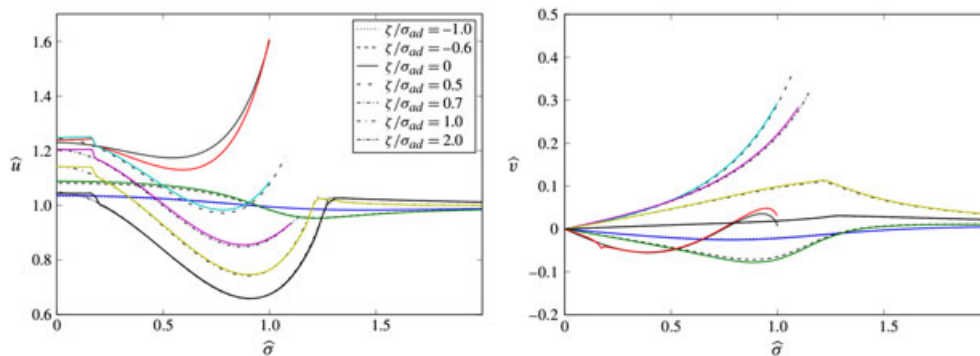 1.6
1.4
1.2
û
1.0
0.8
0.6
0 0.5 1.0 1.5
σ̂
ζ/σ_ad = −1.0
ζ/σ_ad = −0.6
ζ/σ_ad = 0
ζ/σ_ad = 0.5
ζ/σ_ad = 0.7
ζ/σ_ad = 1.0
ζ/σ_ad = 2.0
0.5
0.4
0.3
0.2
v̂
0.1
0
−0.1
−0.2
0 0.5 1.0 1.5
σ̂